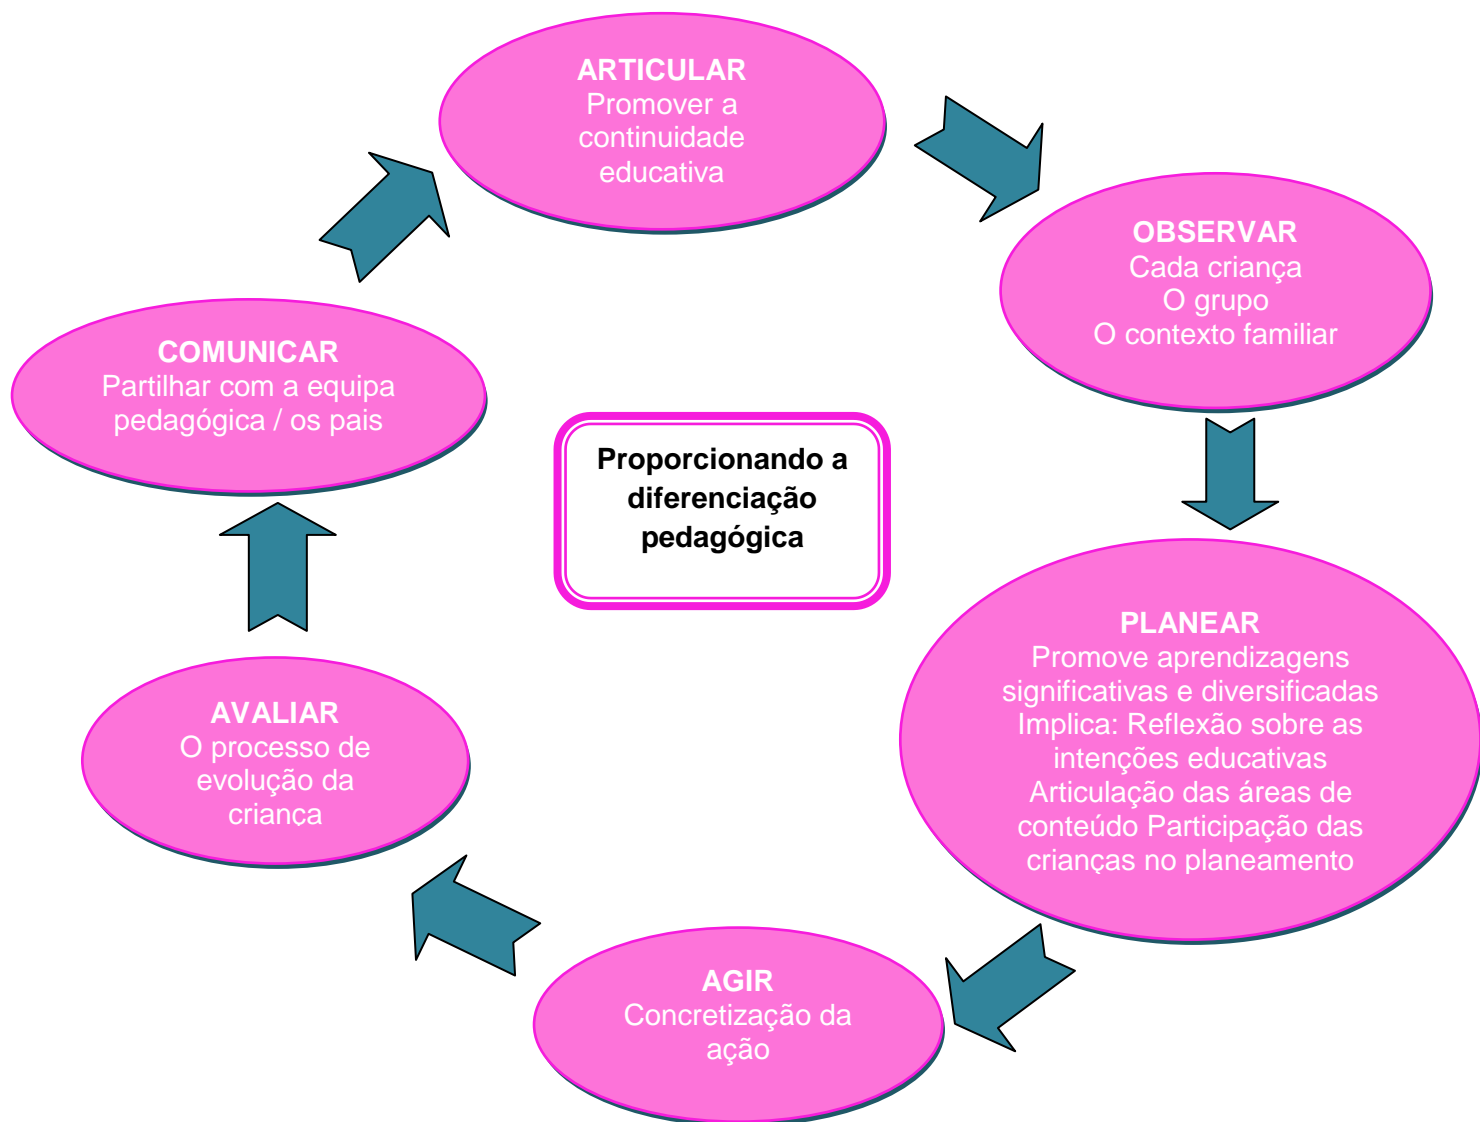 ARTICULAR
Promover a
continuidade
educativa
OBSERVAR
Cada criança
O grupo
O contexto familiar
PLANEAR
Promove aprendizagens
significativas e diversificadas
Implica: Reflexão sobre as
intenções educativas
Articulação das áreas de
conteúdo Participação das
crianças no planeamento
AGIR
Concretização da
ação
AVALIAR
O processo de
evolução da
criança
COMUNICAR
Partilhar com a equipa
pedagógica / os pais
Proporcionando a
diferenciação
pedagógica